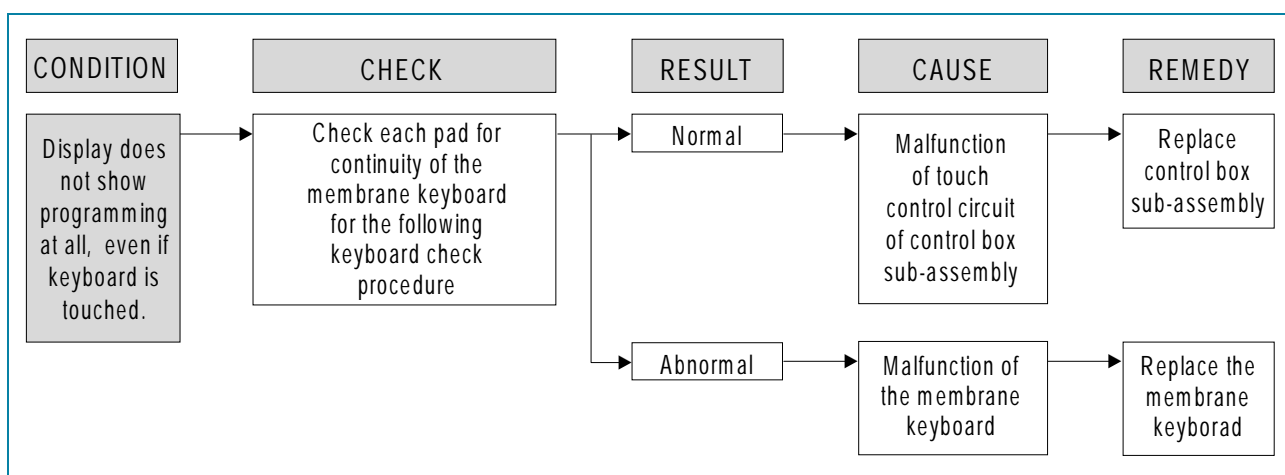 CONDITION
CHECK
RESULT
CAUSE
REMEDY
Display does
not show
programming
at all, even if
keyboard is
touched.
Check each pad for
continuity of the
membrane keyboard
for the following
keyboard check
procedure
Normal
Malfunction
of touch
control circuit
of control box
sub-assembly
Replace
control box
sub-assembly
Abnormal
Malfunction of
the membrane
keyboard
Replace the
membrane
keyborad